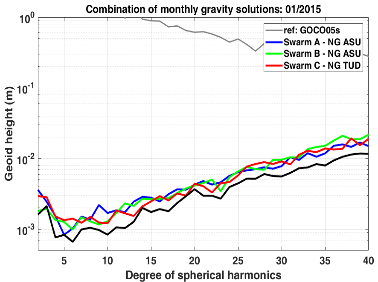 Combination of monthly gravity solutions: 01/2015
10^0
10^-1
10^-2
10^-3
Geoid height (m)
ref: GOCO05s
Swarm A - NG ASU
Swarm B - NG ASU
Swarm C - NG TUD
5 10 15 20 25 30 35 40
Degree of spherical harmonics